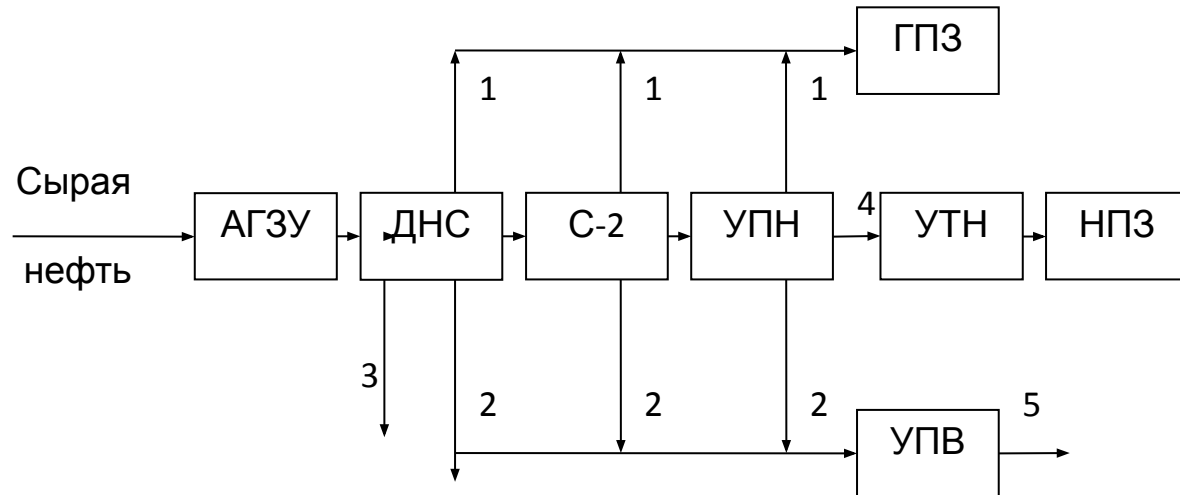 ГПЗ
1 1 1
Сырая
нефть
АГЗУ ДНС С-2 УПН 4 УТН НПЗ
3 2 2 2 5
УПВ